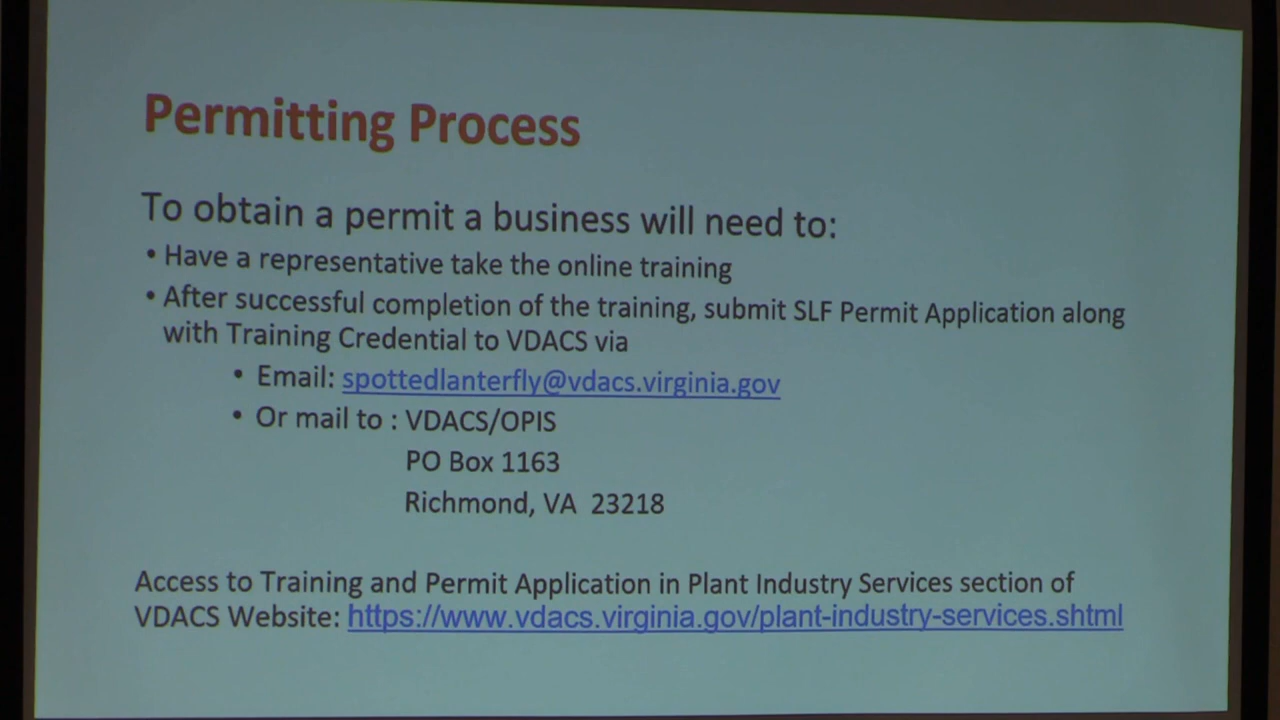 Permitting Process
To obtain a permit a business will need to:
• Have a representative take the online training
• After successful completion of the training, submit SLF Permit Application along
with Training Credential to VDACS via
• Email: spottedlanterfly@vdacs.virginia.gov
• Or mail to : VDACS/OPIS
PO Box 1163
Richmond, VA 23218
Access to Training and Permit Application in Plant Industry Services section of
VDACS Website: https://www.vdacs.virginia.gov/plant-industry-services.shtml